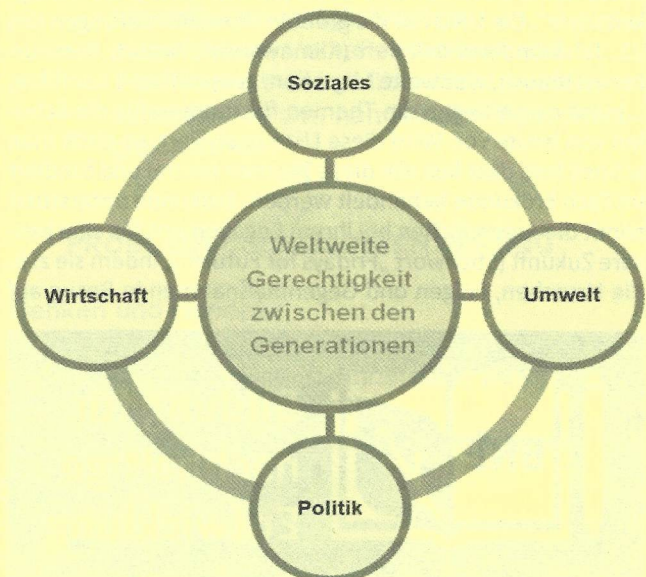 Soziales
Wirtschaft
Weltweite
Gerechtigkeit
zwischen den
Generationen
Umwelt
Politik